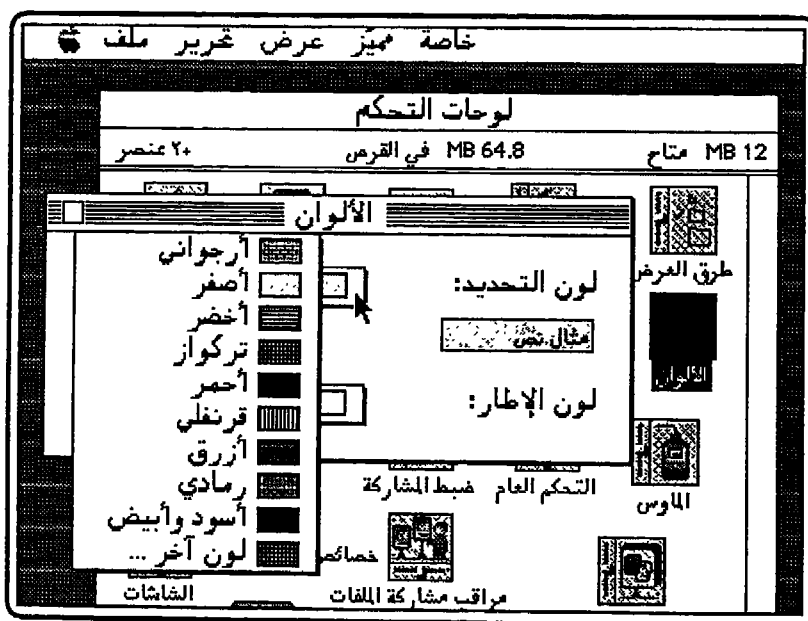 ملف تحرير عرض مميّز خاصة
لوحات التحكم
MB 12 متاح MB 64.8 في القرص ٢٠ عنصر
الألوان
طرق العرض
لون التحديد:
مثال نص
الألوان
لون الإطار:
أرجواني
أصفر
أخضر
تركواز
أحمر
قرنفلي
أزرق
رمادي
أسود وأبيض
لون آخر ...
الماوس
التحكم العام
ضبط المشاركة
مراقب مشاركة الملفات
الشاشات